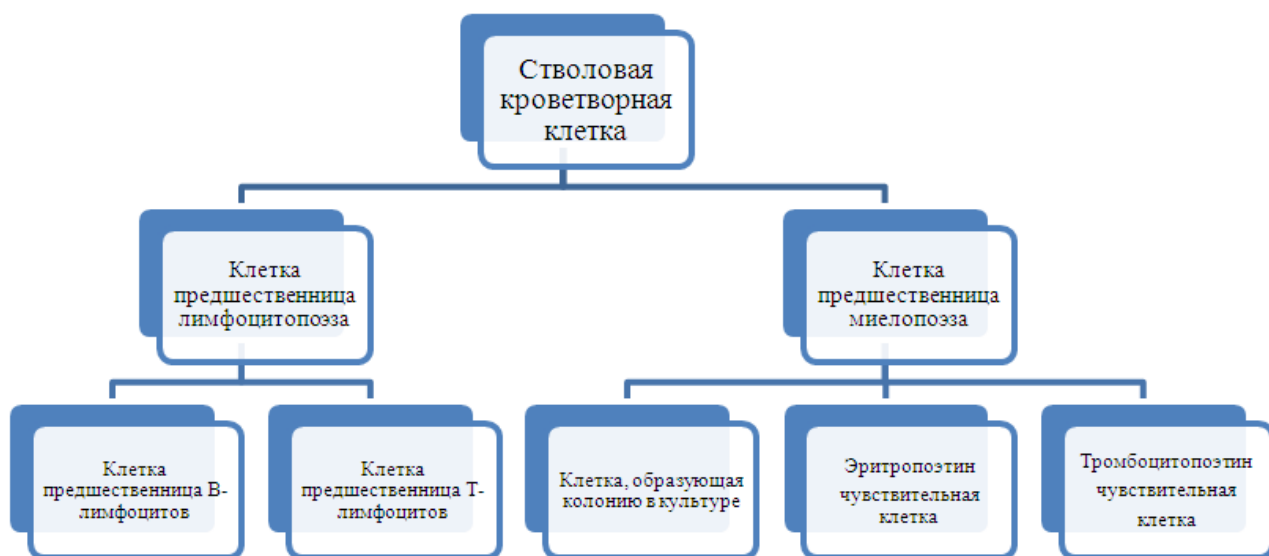 Стволовая
кроветворная
клетка
Клетка
предшественница
лимфоцитопоэза
Клетка
предшественница
миелопоэза
Клетка
предшественница В-
лимфоцитов
Клетка
предшественница Т-
лимфоцитов
Клетка, образующая
колонию в культуре
Эритропоэтин
чувствительная
клетка
Тромбоцитопоэтин
чувствительная
клетка